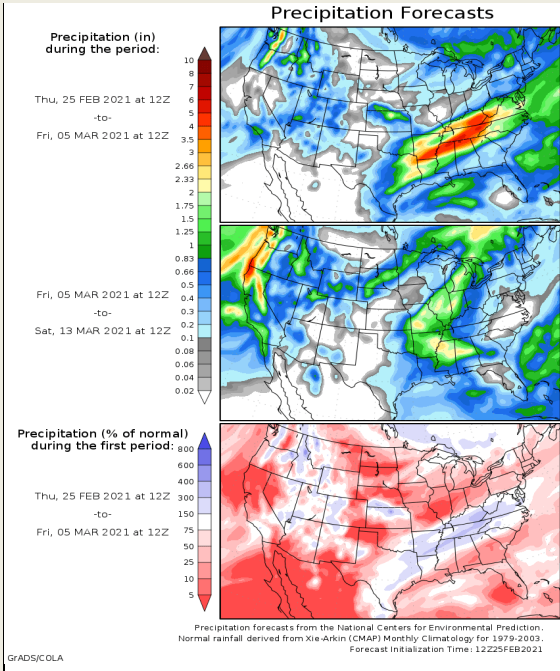 Precipitation Forecasts
Precipitation (in)
during the period:
Thu, 25 FEB 2021 at 12Z
-to-
Fri, 05 MAR 2021 at 12Z
10
8
7
6
5
4
3.5
3
2.66
2.33
2
1.75
1.5
1.25
1
0.83
0.66
0.5
0.4
0.3
0.2
0.1
0.08
0.06
0.04
0.02
Fri, 05 MAR 2021 at 12Z
-to-
Sat, 13 MAR 2021 at 12Z
Precipitation (% of normal)
during the first period:
Thu, 25 FEB 2021 at 12Z
-to-
Fri, 05 MAR 2021 at 12Z
800
600
400
300
150
75
50
25
10
5
Precipitation forecasts from the National Centers for Environmental Prediction.
Normal rainfall derived from Xie-Arkin (CMAP) Monthly Climatology for 1979-2003.
Forecast Initialization Time: 12Z25FEB2021
GrADS/COLA